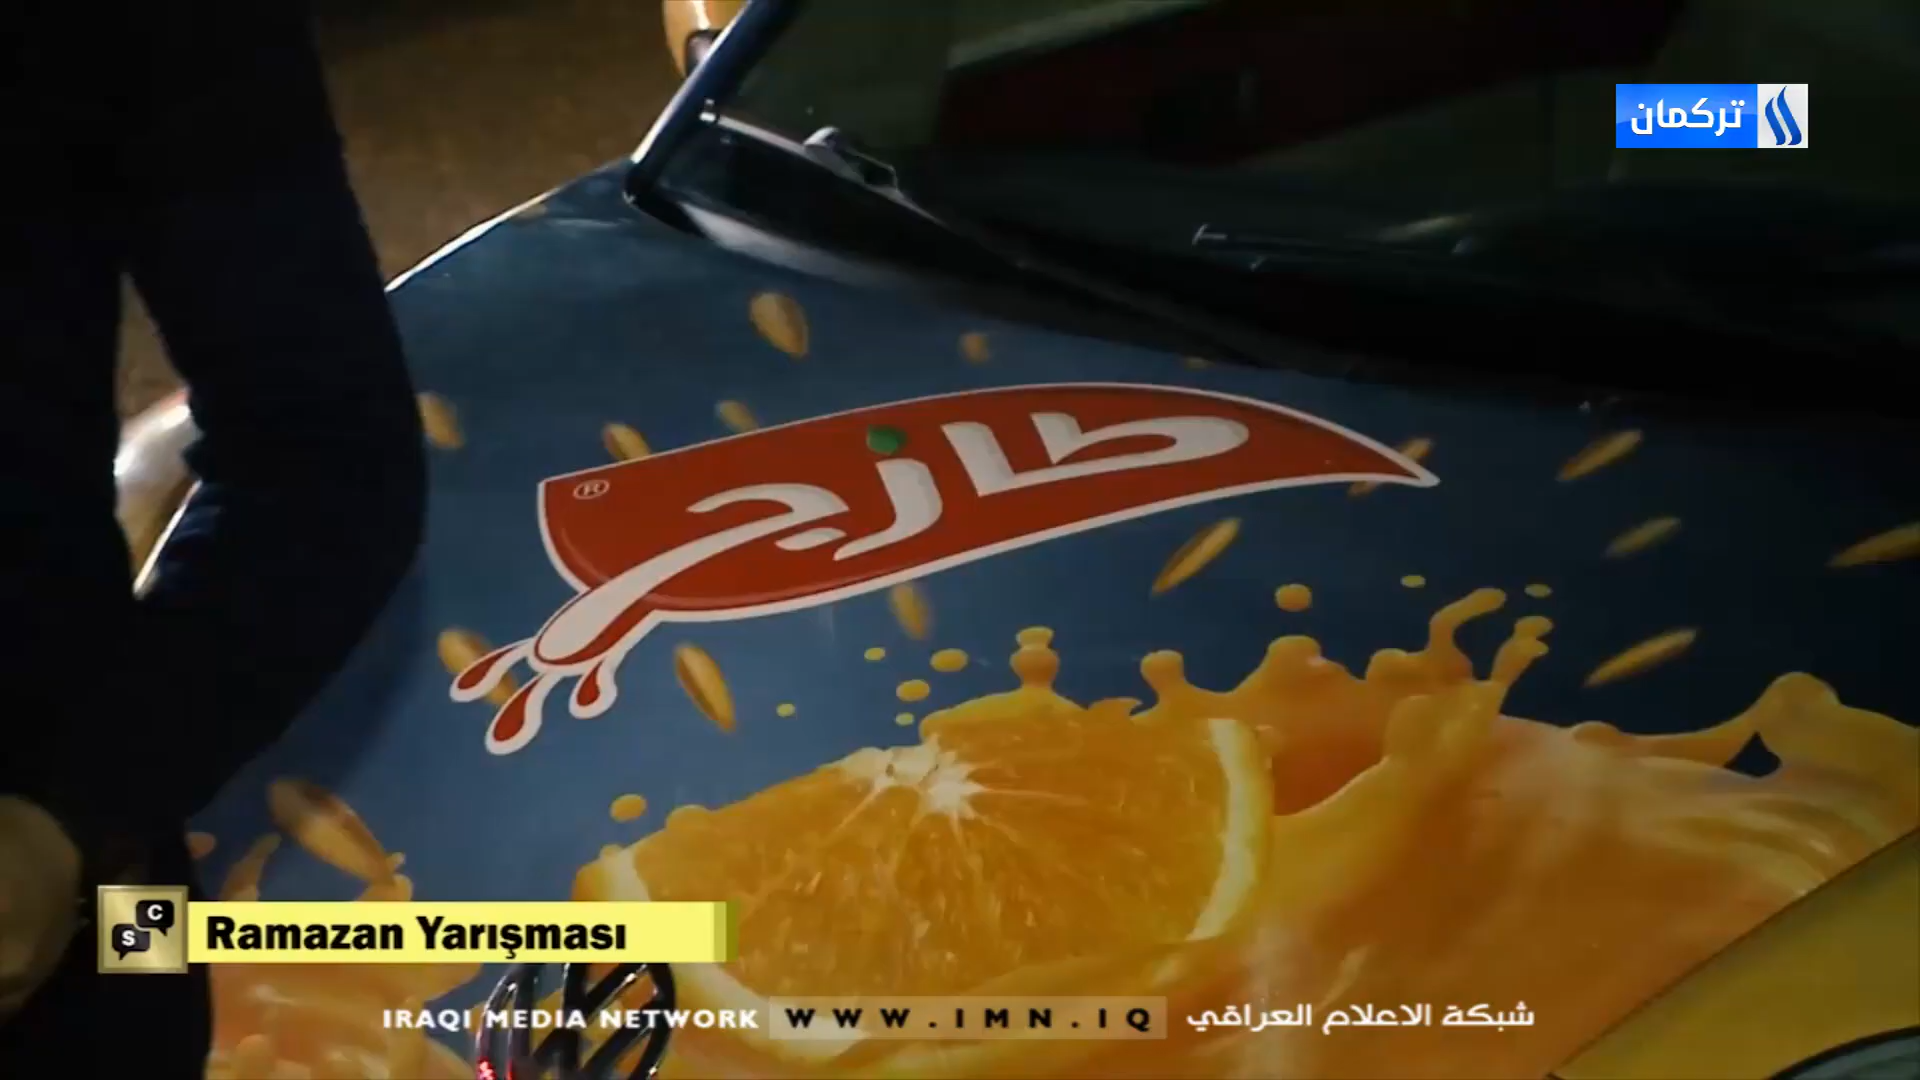 تركمان
طازج
®
C
S
Ramazan Yarışması
IRAQI MEDIA NETWORK WWW.IMN.IQ شبكة الاعلام العراقي